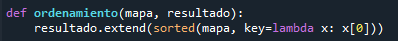 def ordenamiento(mapa, resultado):
    resultado.extend(sorted(mapa, key=lambda x: x[0]))